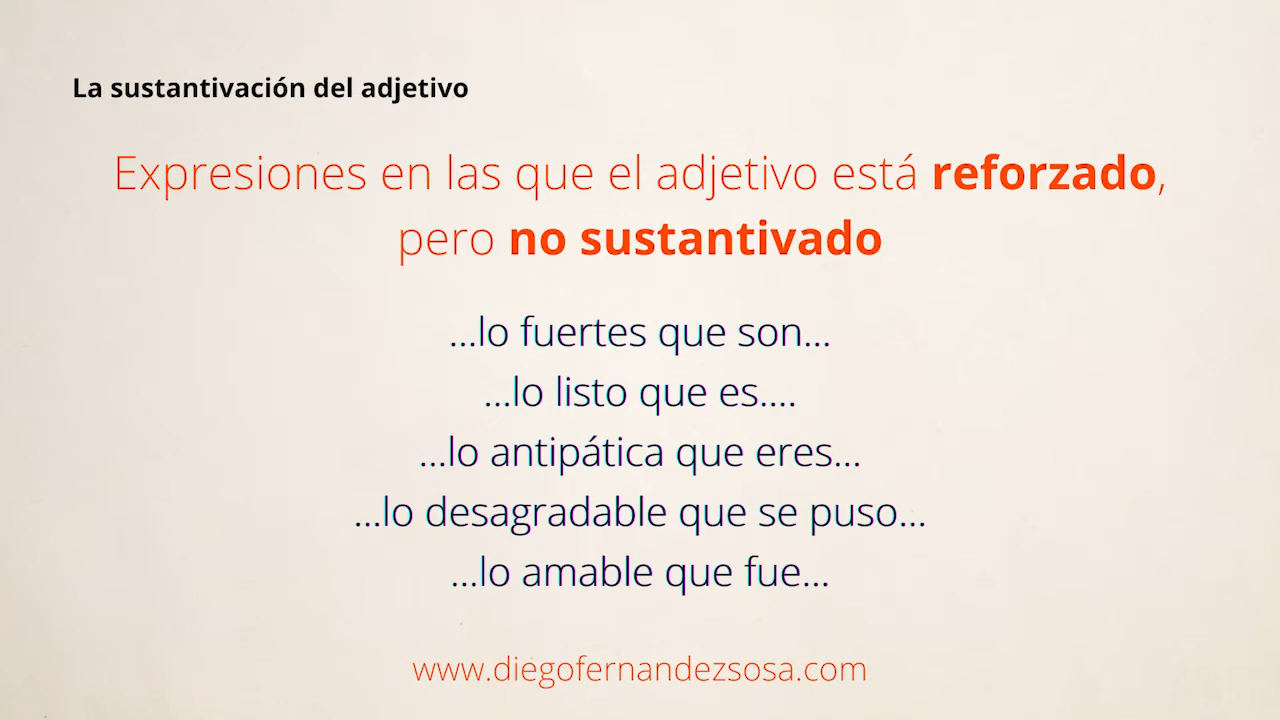 La sustantivación del adjetivo
Expresiones en las que el adjetivo está reforzado,
pero no sustantivado
...lo fuertes que son...
...lo listo que es....
...lo antipática que eres...
...lo desagradable que se puso...
...lo amable que fue...
www.diegofernandezsosa.com